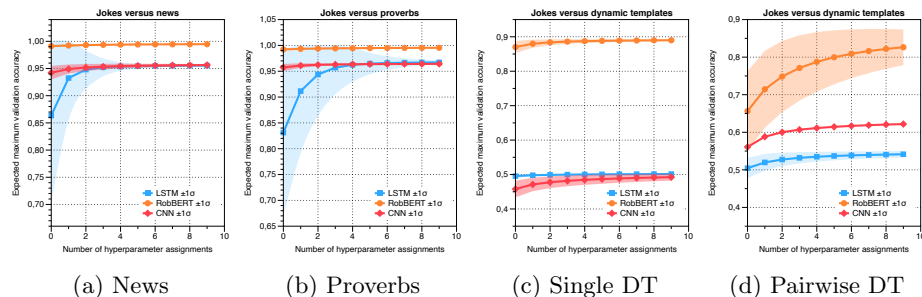 Jokes versus news
Expected maximum validation accuracy
1,00
0,95
0,90
0,85
0,80
0,75
0,70
LSTM ±1σ
RobBERT ±1σ
CNN ±1σ
0 2 4 6 8 10
Number of hyperparameter assignments
(a) News
Jokes versus proverbs
Expected maximum validation accuracy
1,05
1,00
0,95
0,90
0,85
0,80
0,75
0,70
0,65
LSTM ±1σ
RobBERT ±1σ
CNN ±1σ
0 2 4 6 8 10
Number of hyperparameter assignments
(b) Proverbs
Jokes versus dynamic templates
Expected maximum validation accuracy
0,9
0,8
0,7
0,6
0,5
0,4
LSTM ±1σ
RobBERT ±1σ
CNN ±1σ
0 2 4 6 8 10
Number of hyperparameter assignments
(c) Single DT
Jokes versus dynamic templates
Expected maximum validation accuracy
0,9
0,8
0,7
0,6
0,5
0,4
LSTM ±1σ
RobBERT ±1σ
CNN ±1σ
0 2 4 6 8 10
Number of hyperparameter assignments
(d) Pairwise DT